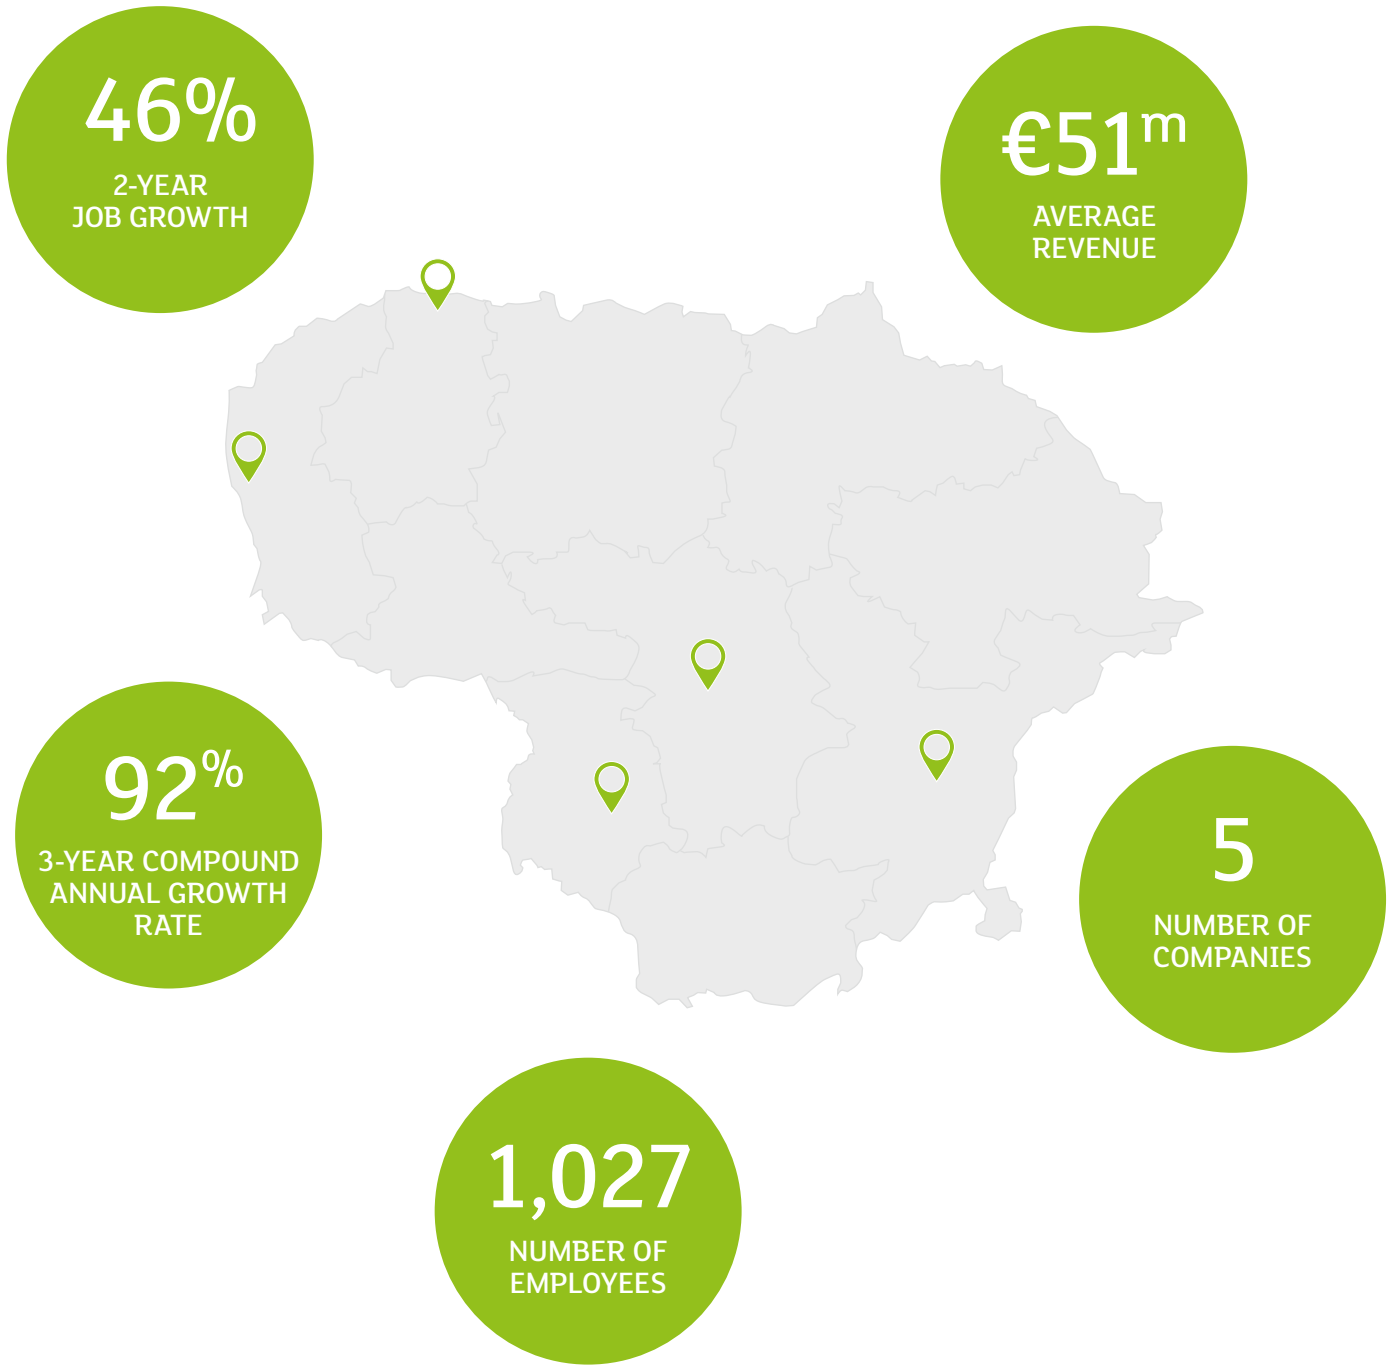 46%
2-YEAR
JOB GROWTH
€51m
AVERAGE
REVENUE
92%
3-YEAR COMPOUND
ANNUAL GROWTH
RATE
5
NUMBER OF
COMPANIES
1,027
NUMBER OF
EMPLOYEES